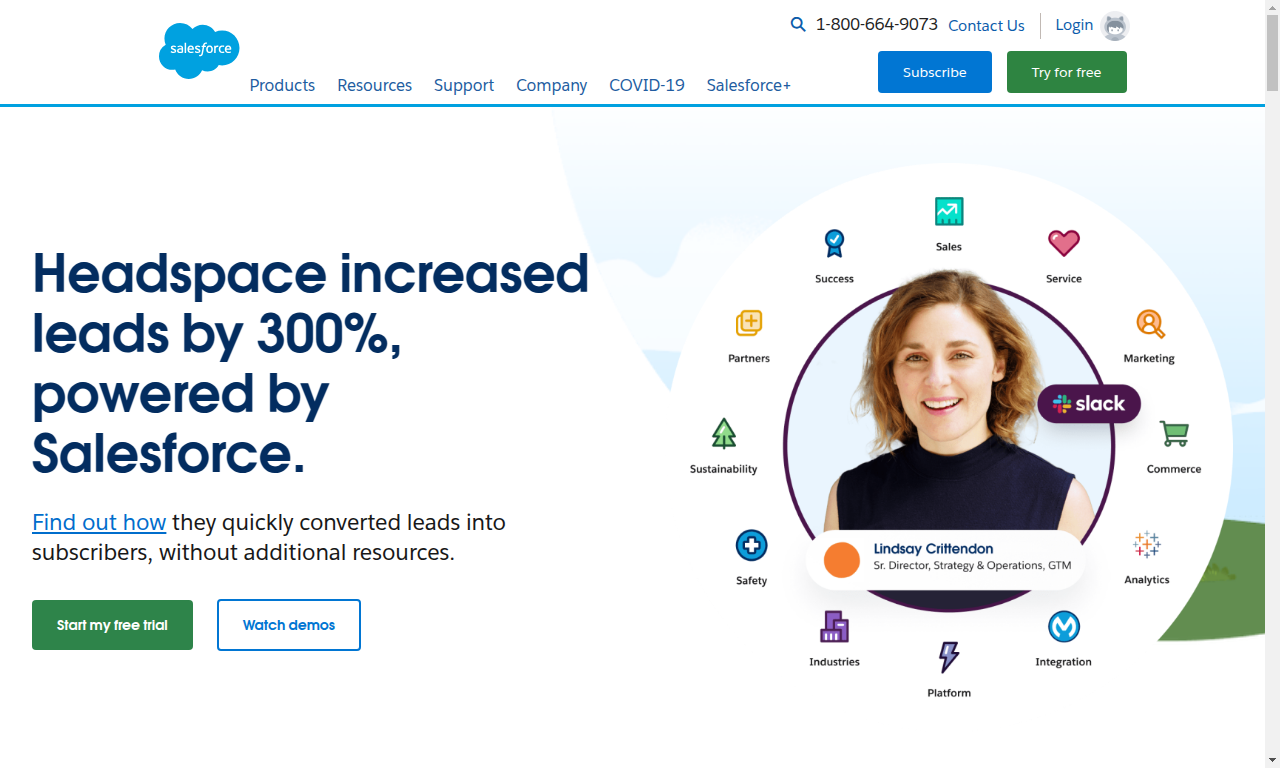 salesforce
1-800-664-9073 Contact Us Login
Products Resources Support Company COVID-19 Salesforce+
Subscribe Try for free
Headspace increased
leads by 300%,
powered by
Salesforce.
Find out how they quickly converted leads into
subscribers, without additional resources.
Start my free trial Watch demos
Sales
Success
Service
Partners
Marketing
slack
Sustainability
Commerce
Lindsay Crittendon
Sr. Director, Strategy & Operations, GTM
Safety
Analytics
Industries
Integration
Platform